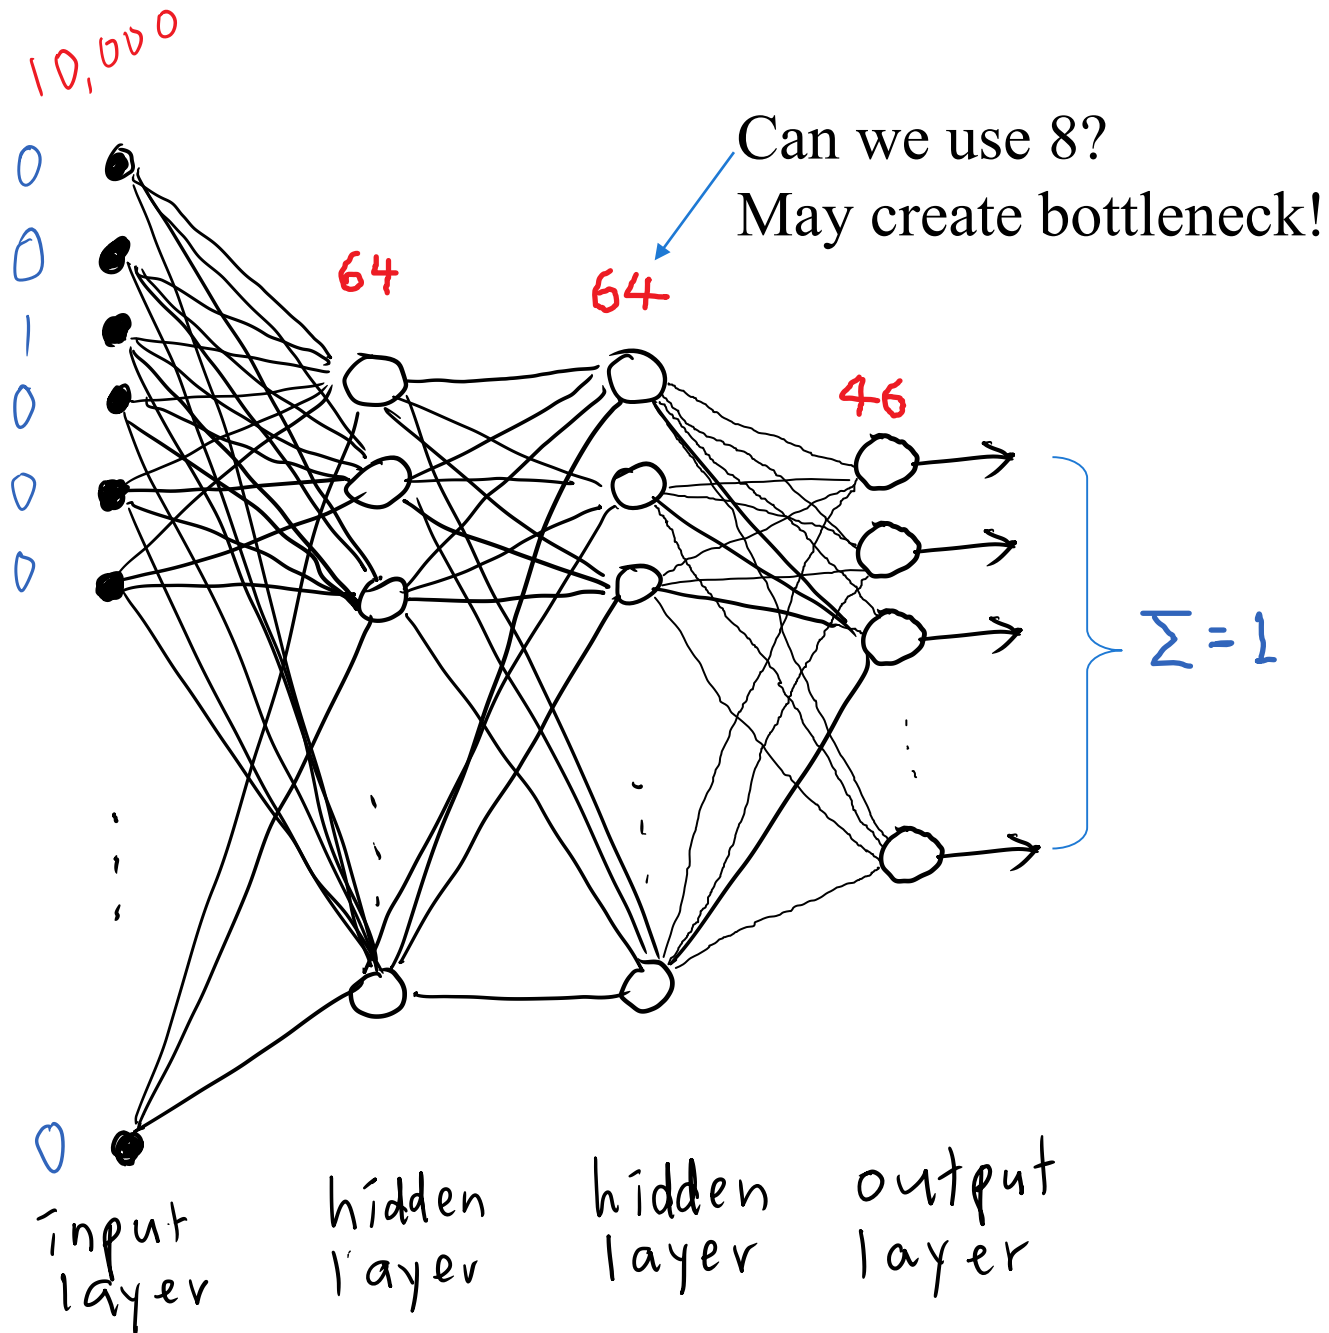 10,000
Can we use 8?
May create bottleneck!
0
0
1
0
0
0
0
64
64
46
Σ = 1
input
layer
hidden
layer
hidden
layer
output
layer